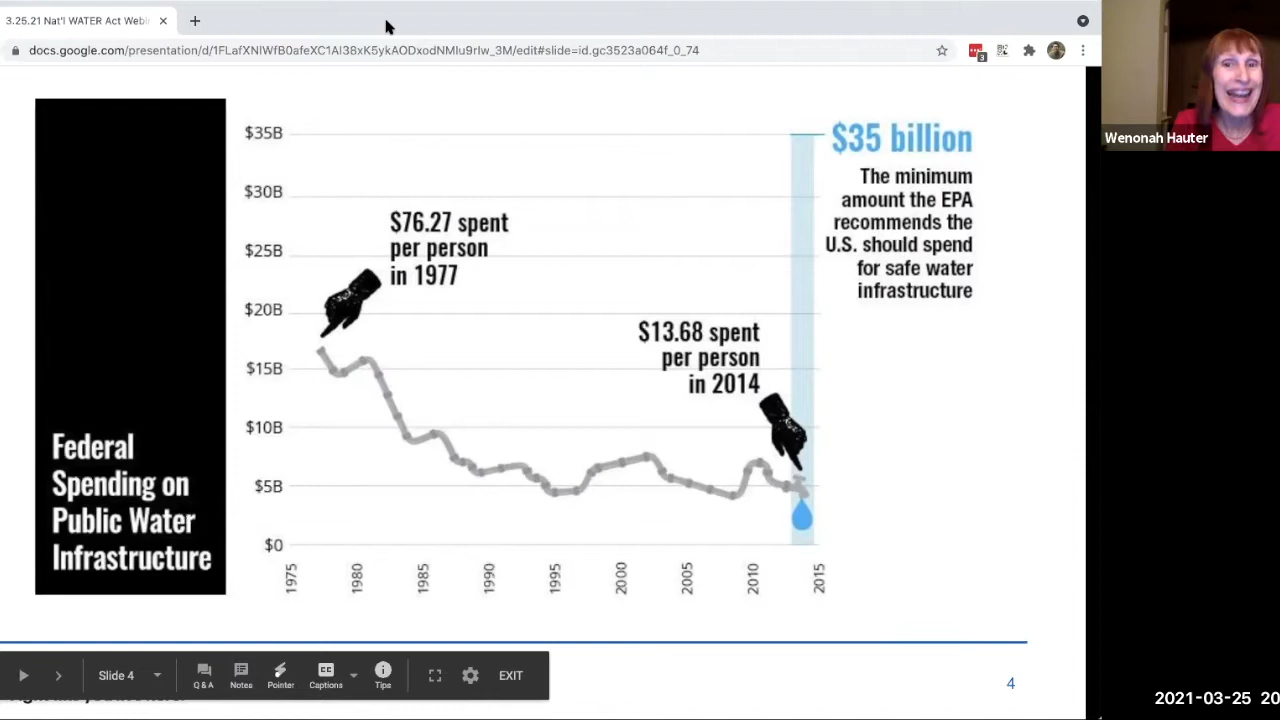 3.25.21 Nat'l WATER Act Webi
docs.google.com/presentation/d/1FLafXNIWfB0afeXC1AI38xK5ykAODxodNMIu9rIw_3M/edit#slide=id.gc3523a064f_0_74
3
Wenonah Hauter
$35B
$30B
$25B
$20B
$15B
$10B
$5B
$0
$35 billion
The minimum
amount the EPA
recommends the
U.S. should spend
for safe water
infrastructure
$76.27 spent
per person
in 1977
$13.68 spent
per person
in 2014
Federal
Spending on
Public Water
Infrastructure
1975
1980
1985
1990
1995
2000
2005
2010
2015
Slide 4
Q & A
Notes
Pointer
CC
Captions
Tips
EXIT
4
2021-03-25 20